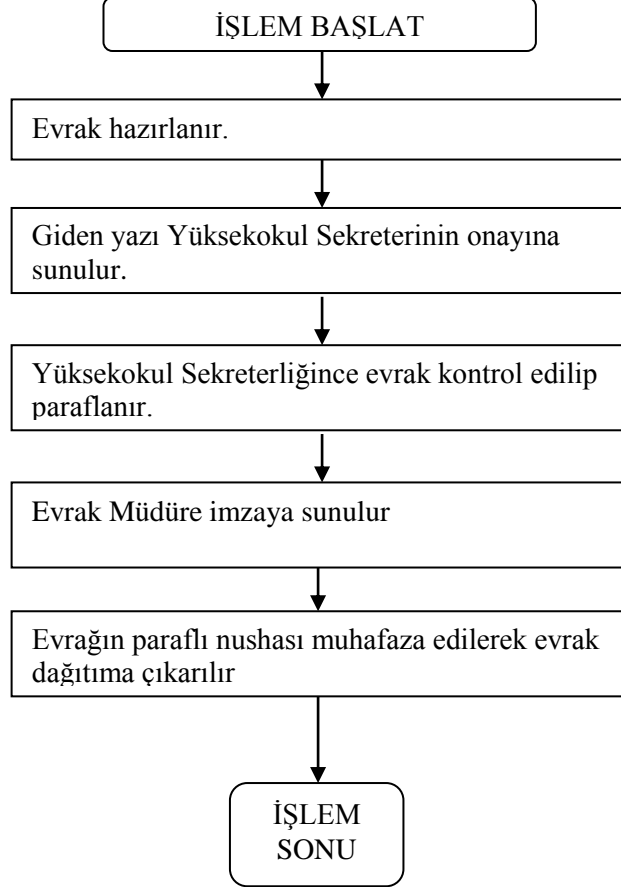 İŞLEM BAŞLAT
Evrak hazırlanır.
Giden yazı Yüksekokul Sekreterinin onayına
sunulur.
Yüksekokul Sekreterliğince evrak kontrol edilip
paraflanır.
Evrak Müdüre imzaya sunulur
Evrağın paraflı nushası muhafaza edilerek evrak
dağıtıma çıkarılır
İŞLEM
SONU